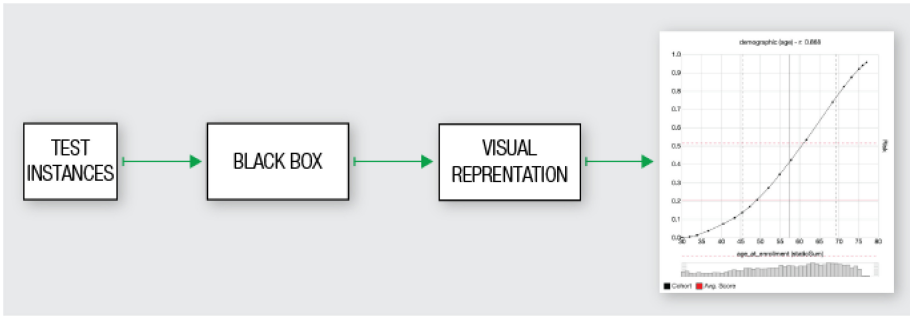 TEST
INSTANCES
BLACK BOX
VISUAL
REPRENTATION
demographic (age) - r: 0.868
1.0
0.9
0.8
0.7
0.6
0.5
0.4
0.3
0.2
0.1
0.0
Risk
30 35 40 45 50 55 60 65 70 75 80
age_at_enrollment (staticSum)
Cohort Avg. Score